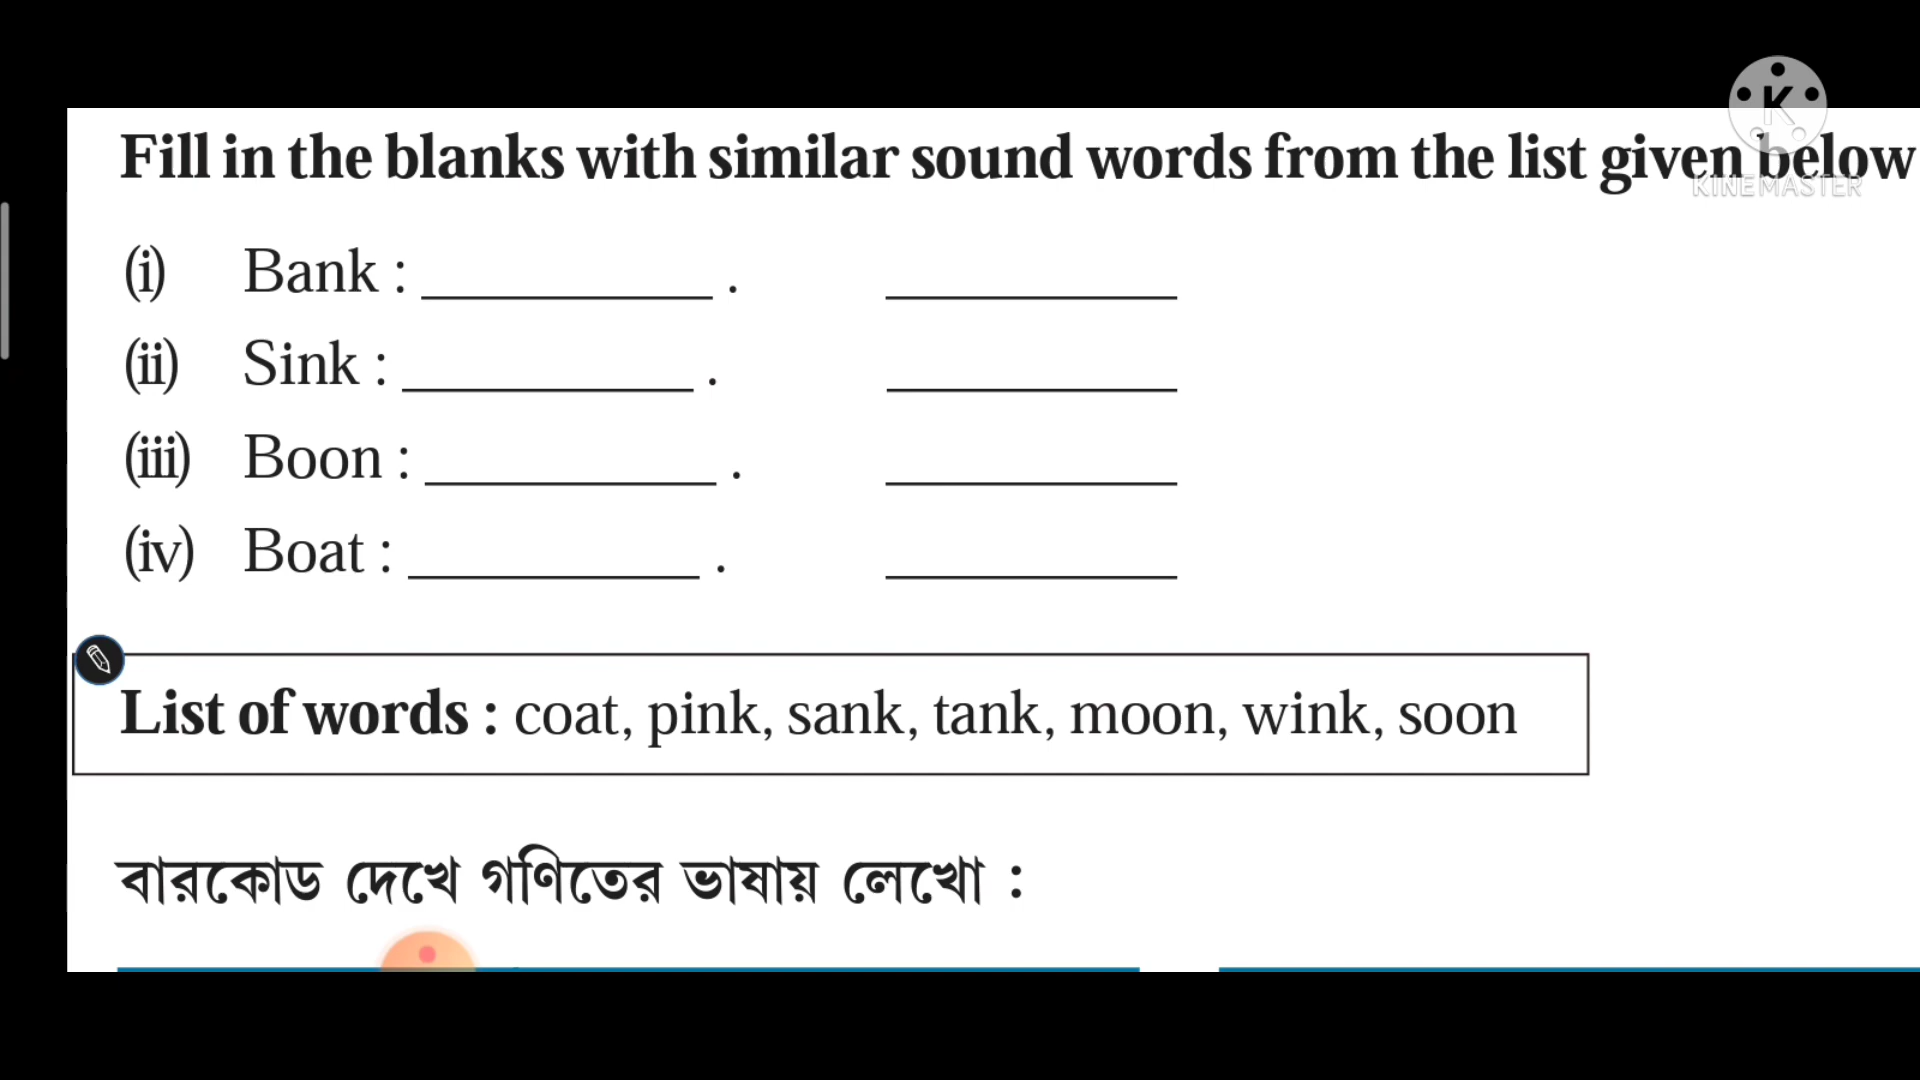 Fill in the blanks with similar sound words from the list given below
K
KINEMASTER
(i) Bank : __________ . __________
(ii) Sink : __________ . __________
(iii) Boon : __________ . __________
(iv) Boat : __________ . __________
List of words : coat, pink, sank, tank, moon, wink, soon
বারকোড দেখে গণিতের ভাষায় লেখো :